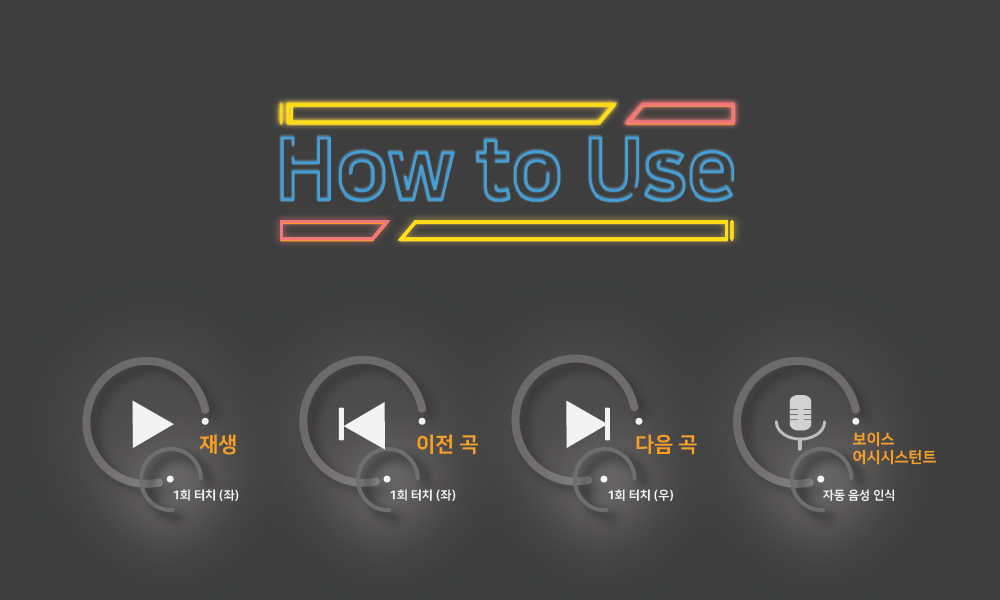 How to Use
재생
1회 터치 (좌)
이전 곡
1회 터치 (좌)
다음 곡
1회 터치 (우)
보이스
어시시스턴트
자동 음성 인식